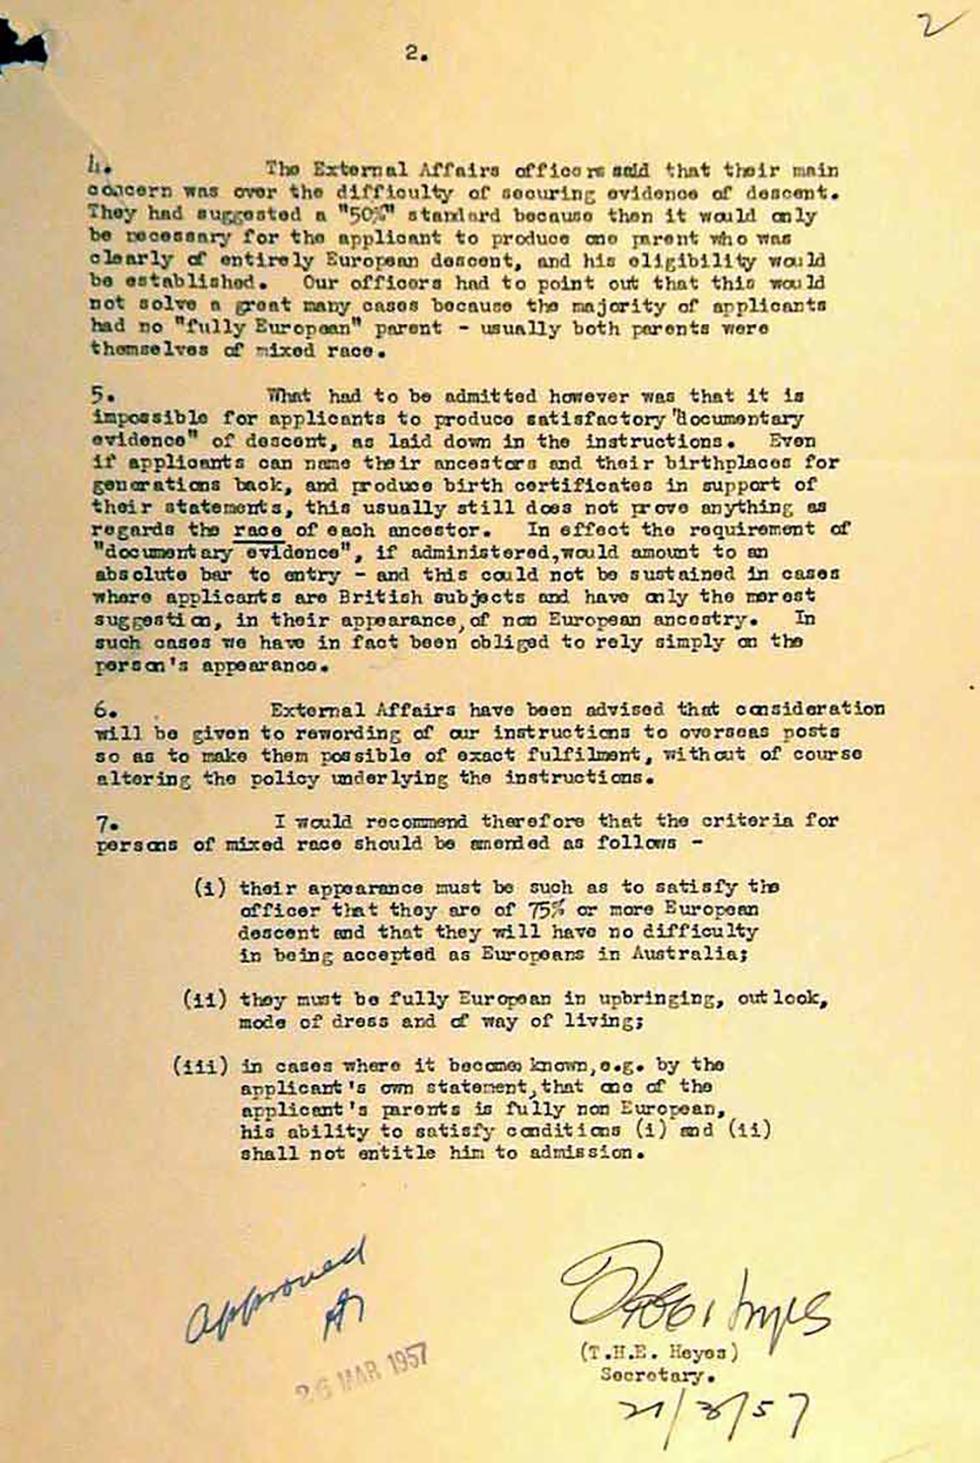 2
2.
4. The External Affairs officers said that their main
concern was over the difficulty of securing evidence of descent.
They had suggested a "50%" standard because then it would only
be necessary for the applicant to produce one parent who was
clearly of entirely European descent, and his eligibility would
be established. Our officers had to point out that this would
not solve a great many cases because the majority of applicants
had no "fully European" parent - usually both parents were
themselves of mixed race.
5. What had to be admitted however was that it is
impossible for applicants to produce satisfactory "documentary
evidence" of descent, as laid down in the instructions. Even
if applicants can name their ancestors and their birthplaces for
generations back, and produce birth certificates in support of
their statements, this usually still does not prove anything as
regards the race of each ancestor. In effect the requirement of
"documentary evidence", if administered, would amount to an
absolute bar to entry - and this could not be sustained in cases
where applicants are British subjects and have only the merest
suggestion, in their appearance, of non European ancestry. In
such cases we have in fact been obliged to rely simply on the
person's appearance.
6. External Affairs have been advised that consideration
will be given to rewording of our instructions to overseas posts
so as to make them possible of exact fulfilment, without of course
altering the policy underlying the instructions.
7. I would recommend therefore that the criteria for
persons of mixed race should be amended as follows -
(i) their appearance must be such as to satisfy the
officer that they are of 75% or more European
descent and that they will have no difficulty
in being accepted as Europeans in Australia;
(ii) they must be fully European in upbringing, outlook,
mode of dress and of way of living;
(iii) in cases where it becomes known, e.g. by the
applicant's own statement, that one of the
applicant's parents is fully non European,
his ability to satisfy conditions (i) and (ii)
shall not entitle him to admission.
Approved
26 MAR 1957
(T.H.E. Heyes)
Secretary.
21/3/57